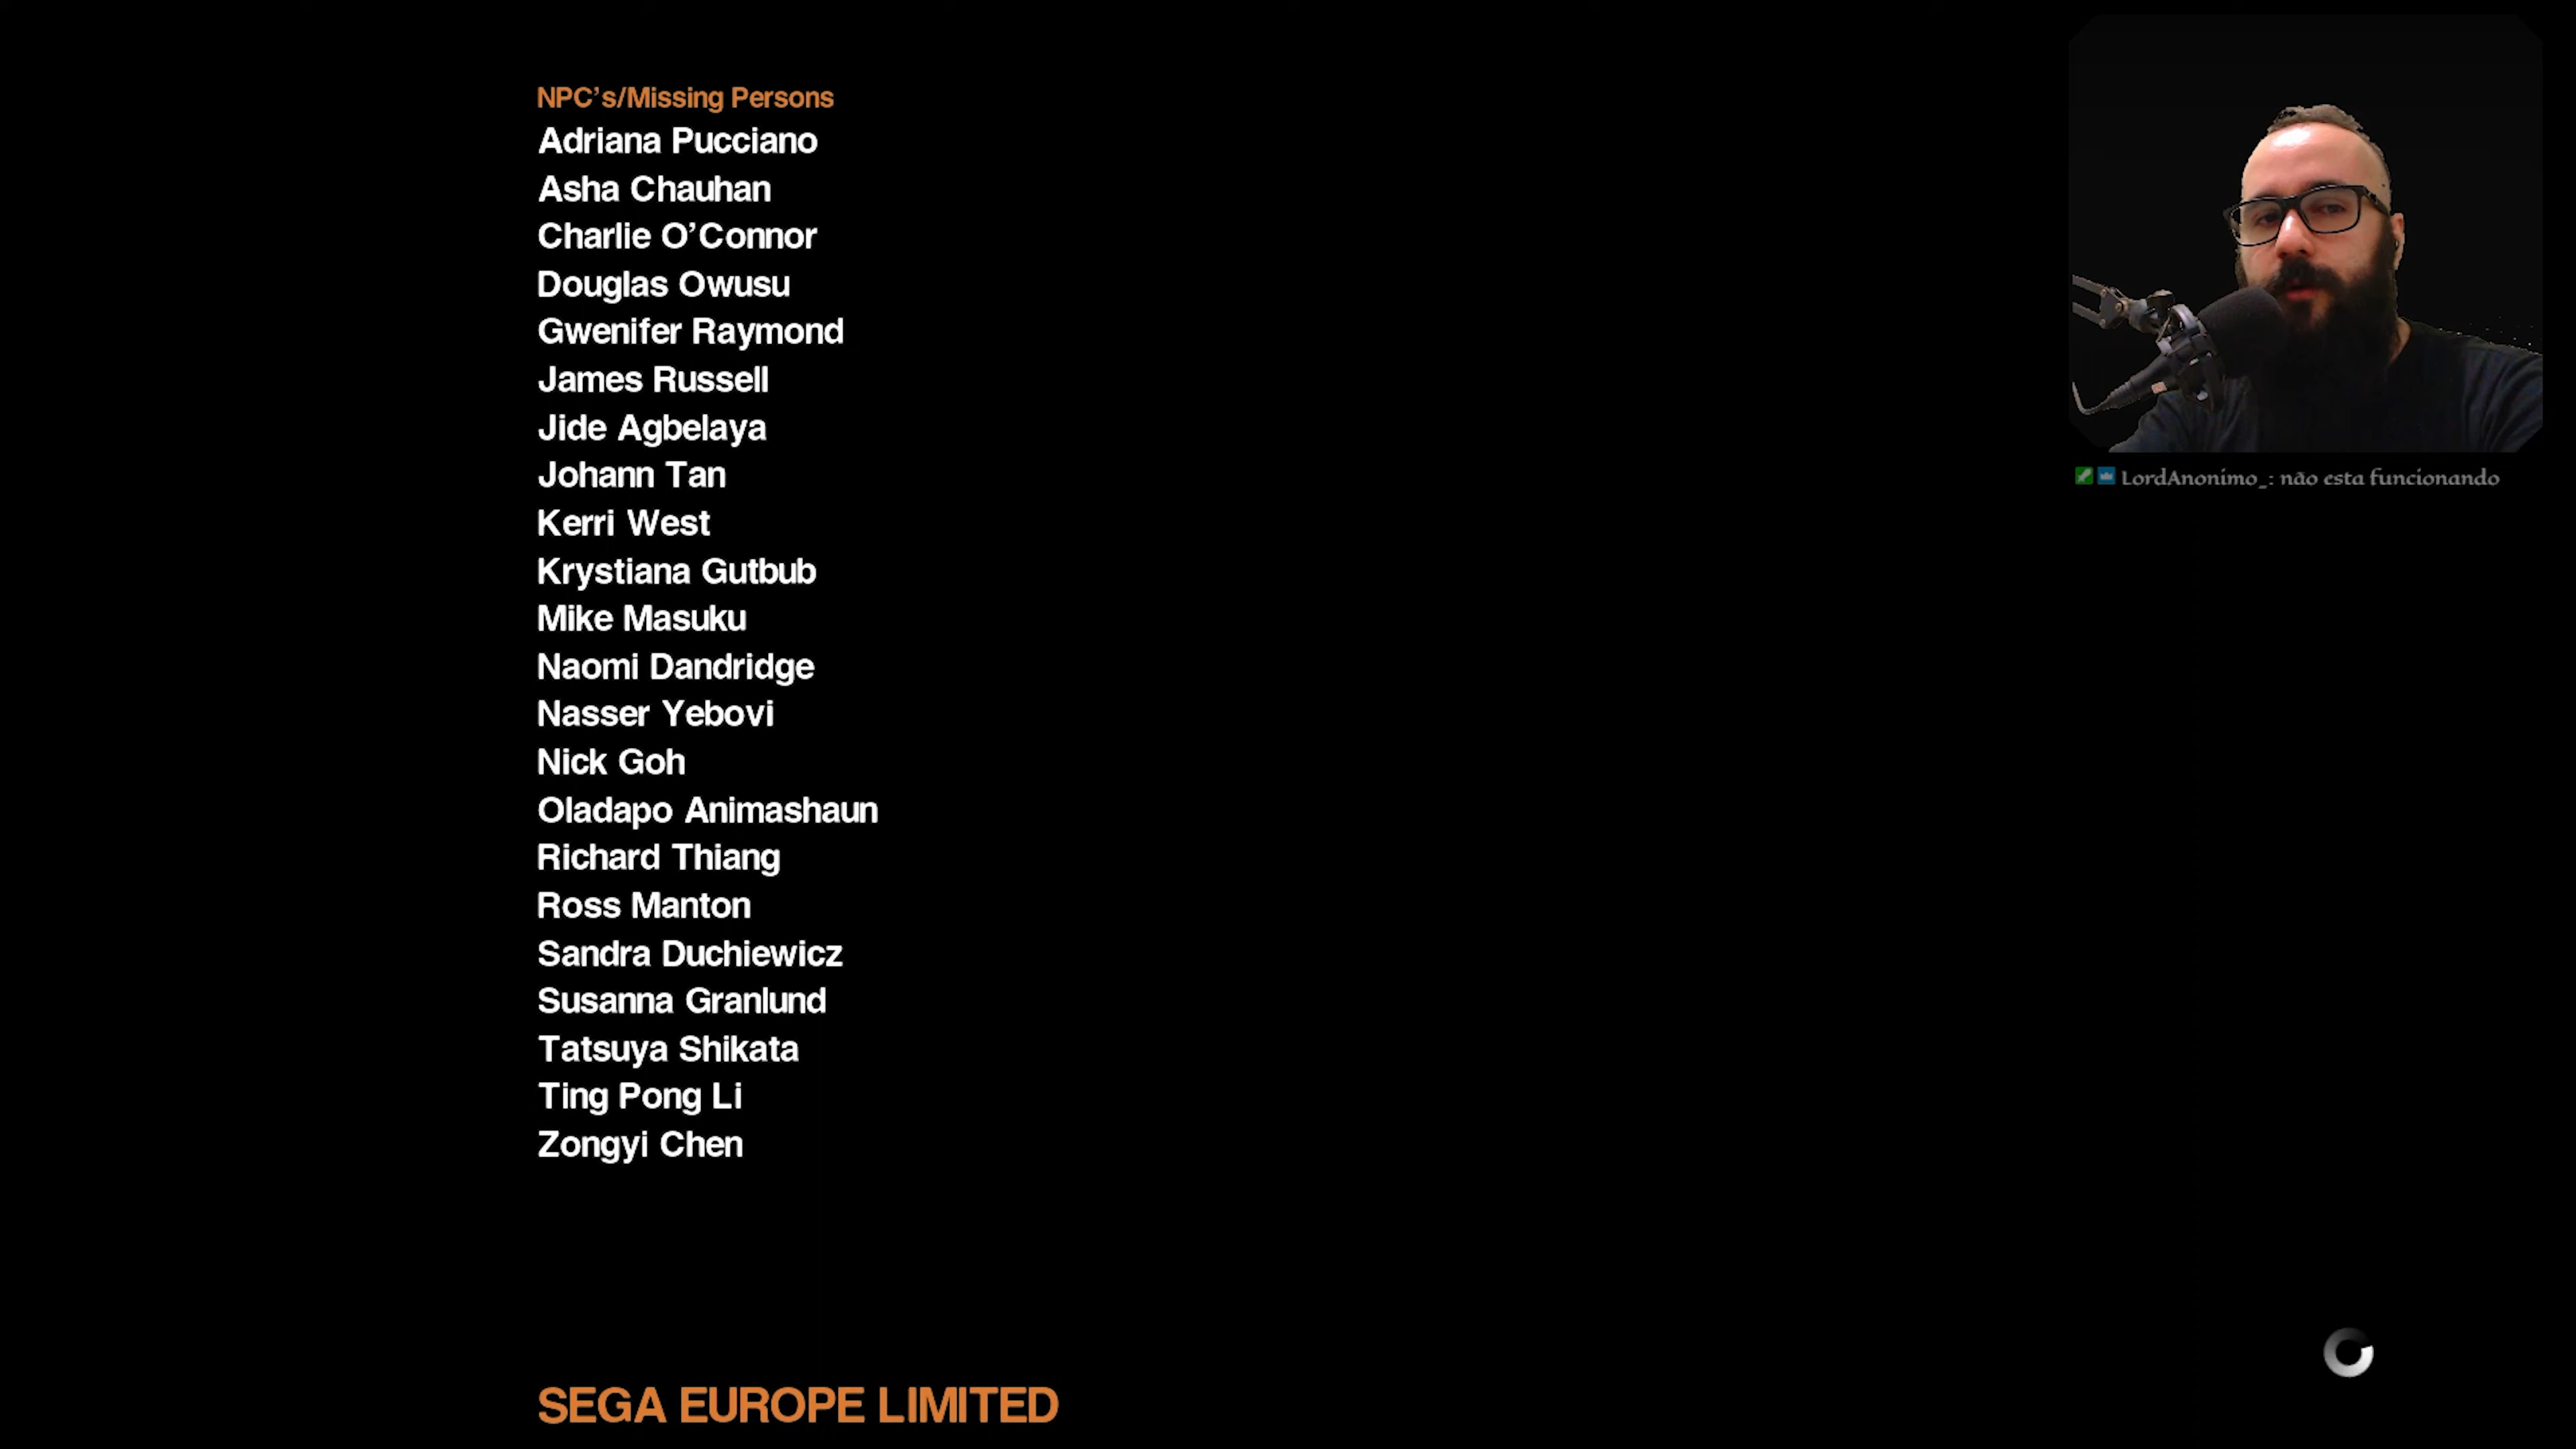 NPC's/Missing Persons
Adriana Pucciano
Asha Chauhan
Charlie O'Connor
Douglas Owusu
Gwenifer Raymond
James Russell
Jide Agbelaya
Johann Tan
Kerri West
Krystiana Gutbub
Mike Masuku
Naomi Dandridge
Nasser Yebovi
Nick Goh
Oladapo Animashaun
Richard Thiang
Ross Manton
Sandra Duchiewicz
Susanna Granlund
Tatsuya Shikata
Ting Pong Li
Zongyi Chen
SEGA EUROPE LIMITED
LordAnonimo_: não esta funcionando